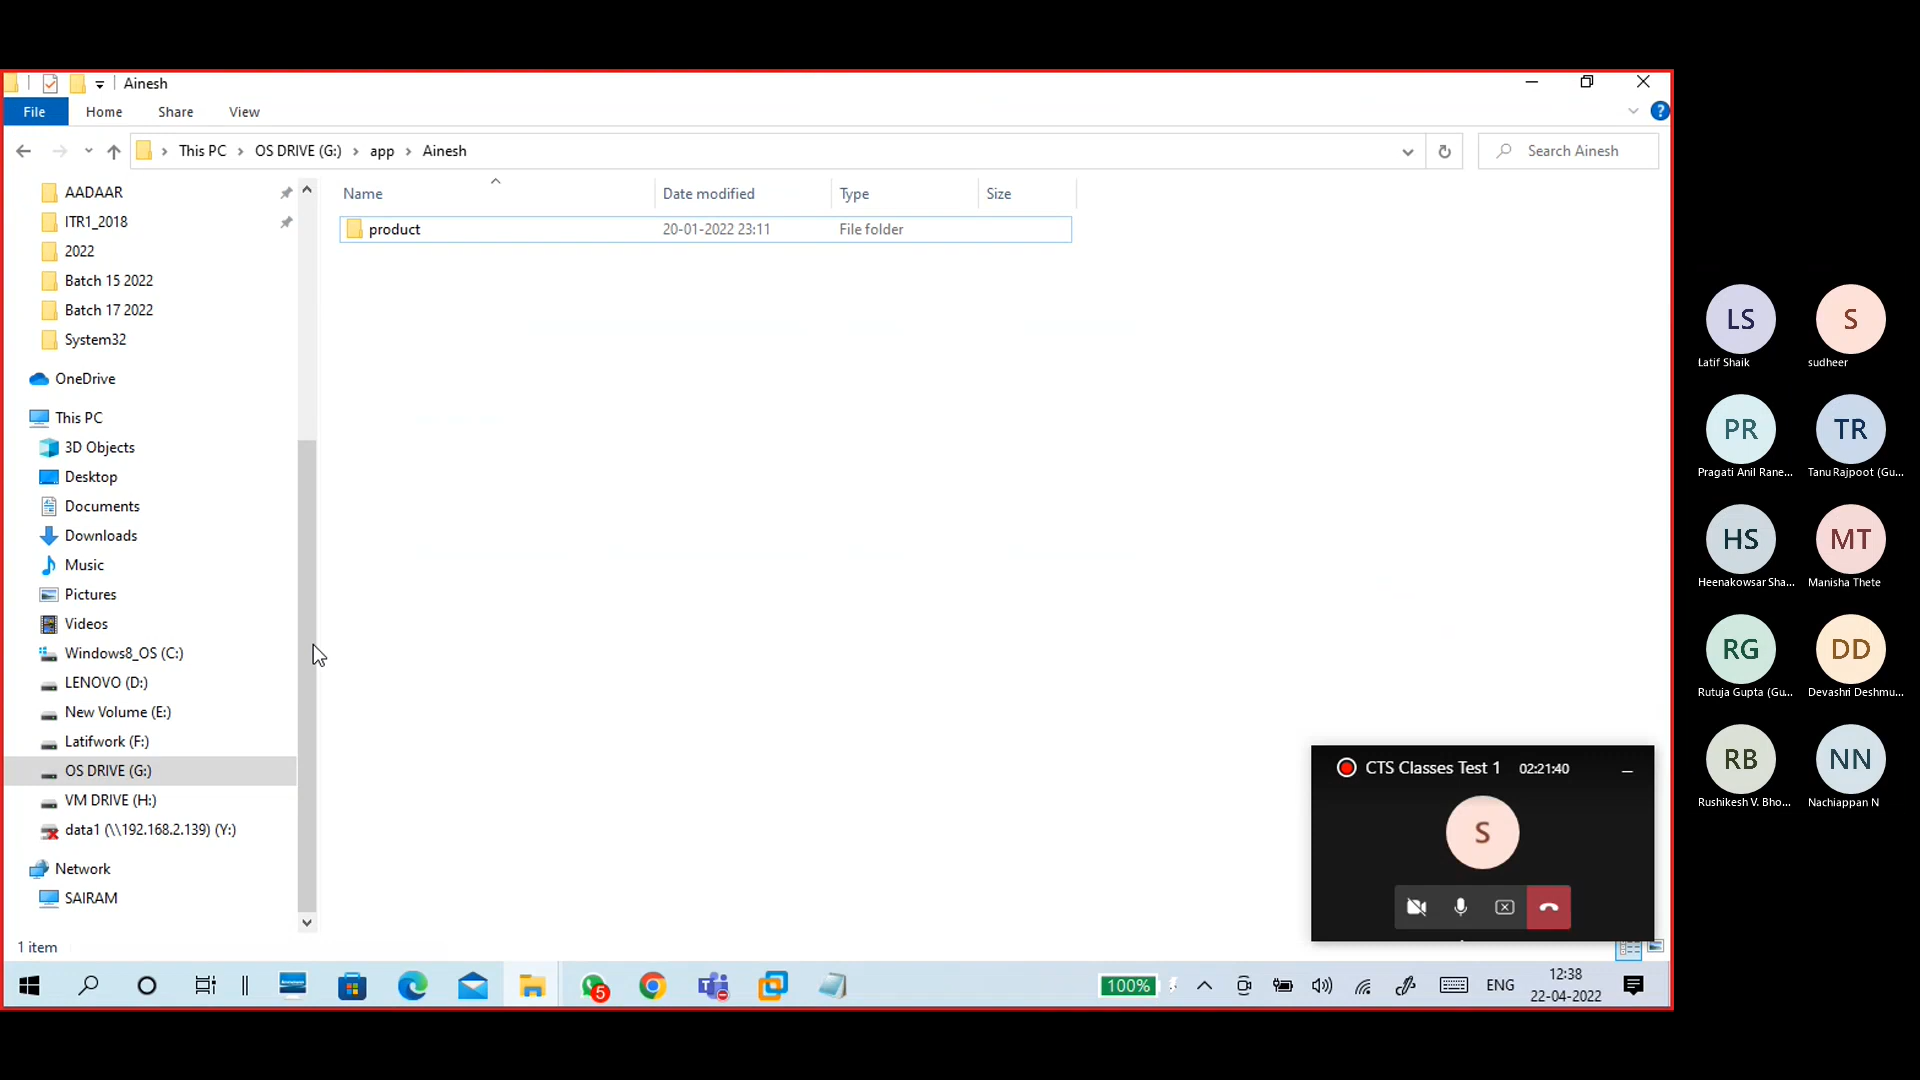 Ainesh
File Home Share View
This PC OS DRIVE (G:) app Ainesh
Search Ainesh
AADAAR
ITR1_2018
2022
Batch 15 2022
Batch 17 2022
System32
OneDrive
This PC
3D Objects
Desktop
Documents
Downloads
Music
Pictures
Videos
Windows8_OS (C:)
LENOVO (D:)
New Volume (E:)
Latifwork (F:)
OS DRIVE (G:)
VM DRIVE (H:)
data1 (\\192.168.2.139) (Y:)
Network
SAIRAM
1 item
Name Date modified Type Size
product 20-01-2022 23:11 File folder
CTS Classes Test 1 02:21:40
S
5
100%
ENG
12:38
22-04-2022
LS S
Latif Shaik sudheer
PR TR
Pragati Anil Rane... Tanu Rajpoot (Gu...
HS MT
Heenakowsar Sha... Manisha Thete
RG DD
Rutuja Gupta (Gu... Devashri Deshmu...
RB NN
Rushikesh V. Bho... Nachiappan N